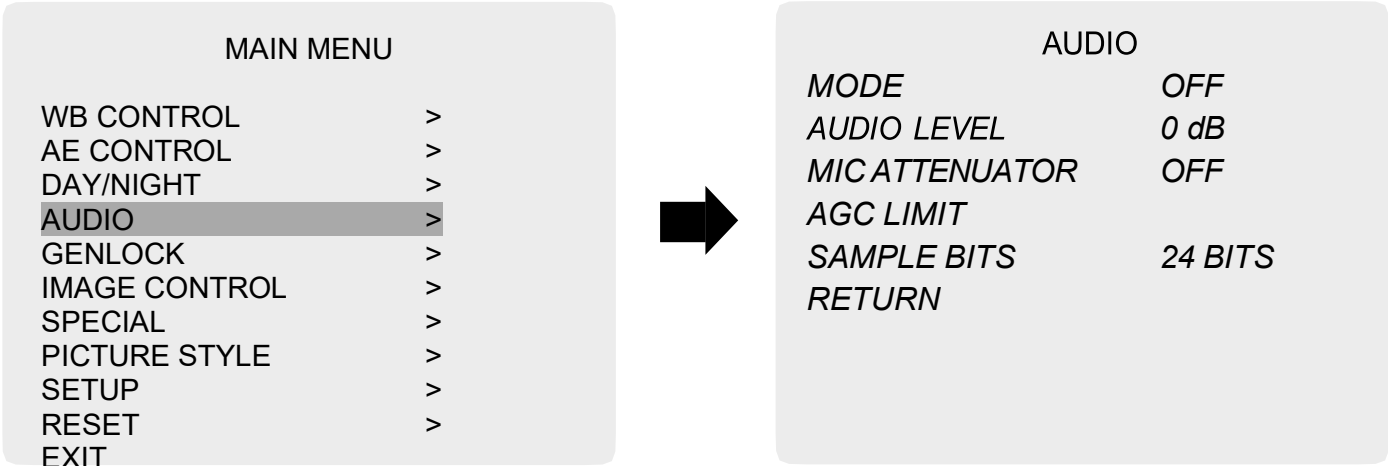 MAIN MENU
WB CONTROL >
AE CONTROL >
DAY/NIGHT >
AUDIO >
GENLOCK >
IMAGE CONTROL >
SPECIAL >
PICTURE STYLE >
SETUP >
RESET >
EXIT
AUDIO
MODE OFF
AUDIO LEVEL 0 dB
MIC ATTENUATOR OFF
AGC LIMIT
SAMPLE BITS 24 BITS
RETURN